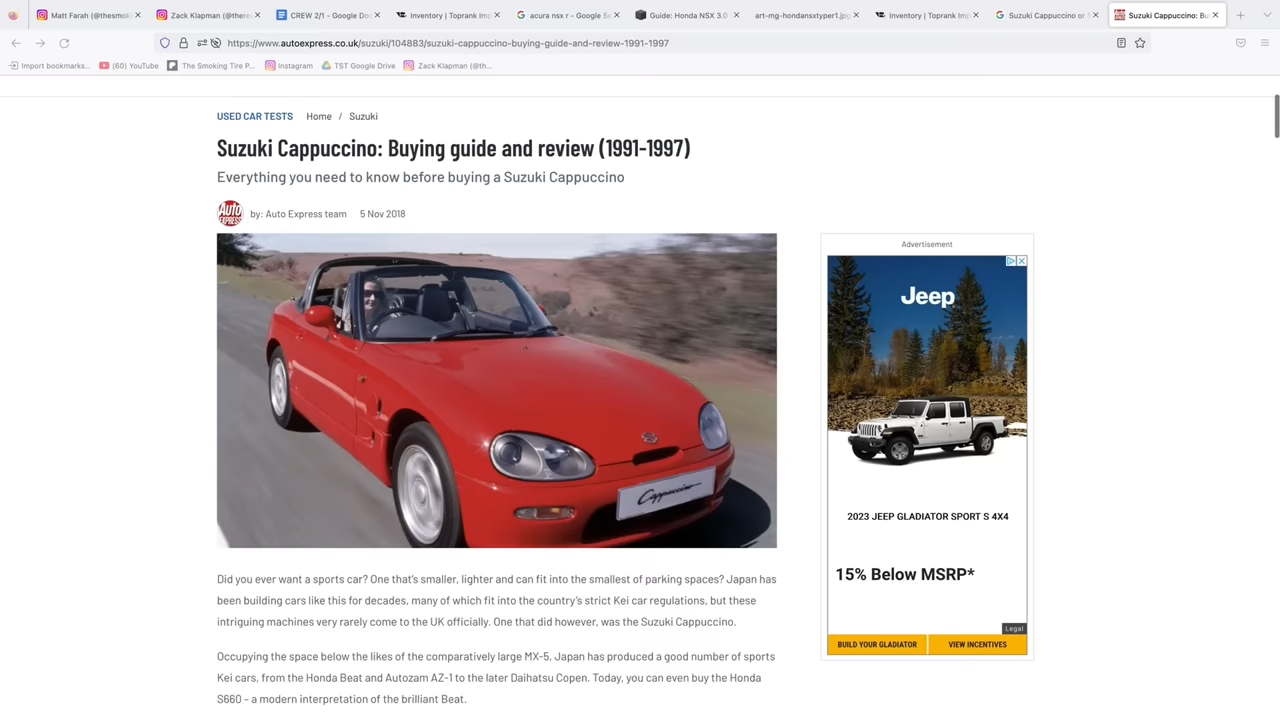 Matt Farah (@thesmok
Zack Klapman (@there
CREW 2/1 - Google Do
Inventory | Toprank Imp
acura nsx r - Google Se
Guide: Honda NSX 3.0
art-mg-hondansxtyper1.jpg
Inventory | Toprank Imp
Suzuki Cappuccino or S
Suzuki Cappuccino: Bu
https://www.autoexpress.co.uk/suzuki/104883/suzuki-cappuccino-buying-guide-and-review-1991-1997
Import bookmarks...
(60) YouTube
The Smoking Tire P...
Instagram
TST Google Drive
Zack Klapman (@th...
USED CAR TESTS Home / Suzuki
Suzuki Cappuccino: Buying guide and review (1991-1997)
Everything you need to know before buying a Suzuki Cappuccino
Auto EXPRESS
by: Auto Express team 5 Nov 2018
Cappuccino
Did you ever want a sports car? One that's smaller, lighter and can fit into the smallest of parking spaces? Japan has
been building cars like this for decades, many of which fit into the country's strict Kei car regulations, but these
intriguing machines very rarely come to the UK officially. One that did however, was the Suzuki Cappuccino.
Occupying the space below the likes of the comparatively large MX-5, Japan has produced a good number of sports
Kei cars, from the Honda Beat and Autozam AZ-1 to the later Daihatsu Copen. Today, you can even buy the Honda
S660 – a modern interpretation of the brilliant Beat.
Advertisement
Jeep
2023 JEEP GLADIATOR SPORT S 4X4
15% Below MSRP*
Legal
BUILD YOUR GLADIATOR
VIEW INCENTIVES